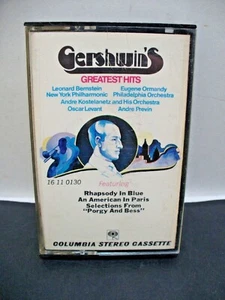 Gershwin's
GREATEST HITS
Leonard Bernstein Eugene Ormandy
New York Philharmonic Philadelphia Orchestra
Andre Kostelanetz and His Orchestra
Oscar Levant Andre Previn
16 11 0130
featuring
Rhapsody in Blue
An American In Paris
Selections From
"Porgy And Bess"
COLUMBIA STEREO CASSETTE